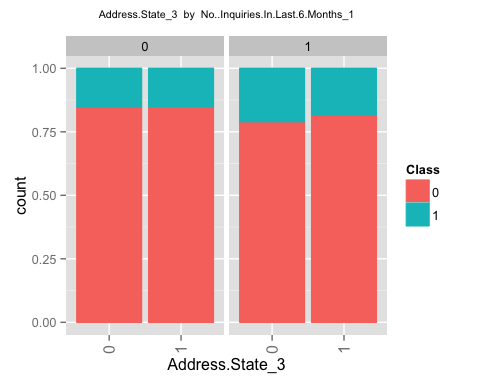 Address.State_3 by No..Inquiries.In.Last.6.Months_1
0 1
1.00
0.75
0.50
0.25
0.00
count
0 1 0 1
Address.State_3
Class
0
1